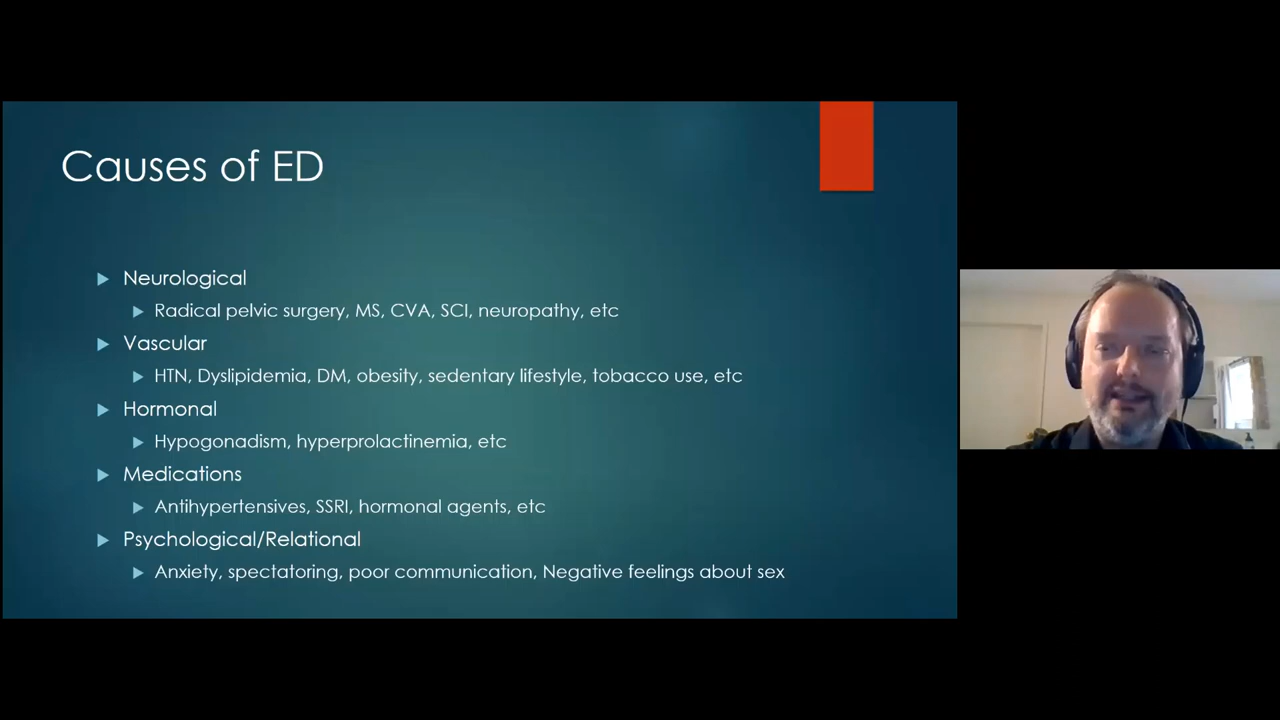 Causes of ED
Neurological
Radical pelvic surgery, MS, CVA, SCI, neuropathy, etc
Vascular
HTN, Dyslipidemia, DM, obesity, sedentary lifestyle, tobacco use, etc
Hormonal
Hypogonadism, hyperprolactinemia, etc
Medications
Antihypertensives, SSRI, hormonal agents, etc
Psychological/Relational
Anxiety, spectatoring, poor communication, Negative feelings about sex